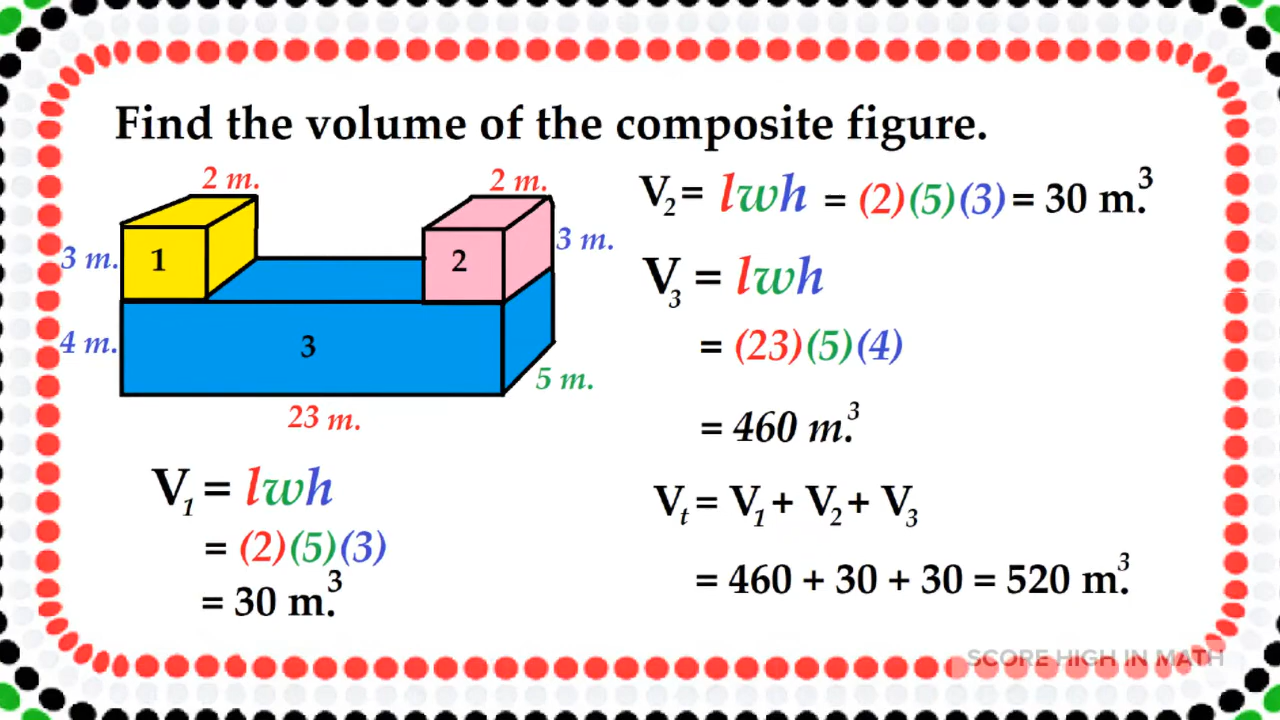 Find the volume of the composite figure.
2 m.
2 m.
3 m.
1
2
3 m.
4 m.
3
5 m.
23 m.
V₁ = lwh
= (2)(5)(3)
= 30 m.³
V₂ = lwh = (2)(5)(3) = 30 m.³
V₃ = lwh
= (23)(5)(4)
= 460 m.³
Vₜ = V₁ + V₂ + V₃
= 460 + 30 + 30 = 520 m.³
SCORE HIGH IN MATH